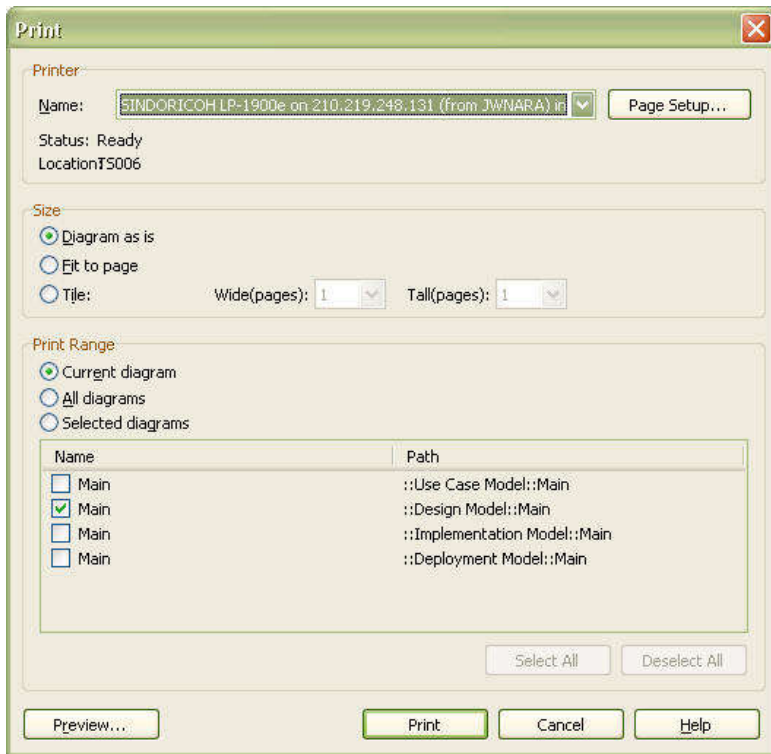 Print
Printer
Name: SINDORICOH LP-1900e on 210.219.248.131 (from JWNARA) in Page Setup...
Status: Ready
Location:TS006
Size
Diagram as is
Fit to page
Tile: Wide(pages): 1 Tall(pages): 1
Print Range
Current diagram
All diagrams
Selected diagrams
Name Path
Main ::Use Case Model::Main
Main ::Design Model::Main
Main ::Implementation Model::Main
Main ::Deployment Model::Main
Select All Deselect All
Preview... Print Cancel Help